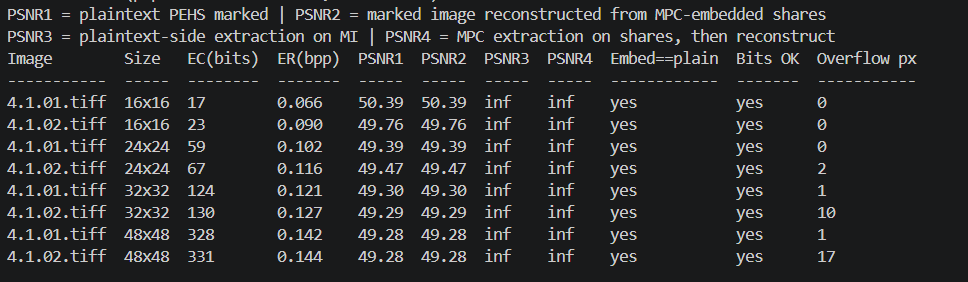 PSNR1 = plaintext PEHS marked | PSNR2 = marked image reconstructed from MPC-embedded shares
PSNR3 = plaintext-side extraction on MI | PSNR4 = MPC extraction on shares, then reconstruct
Image Size EC(bits) ER(bpp) PSNR1 PSNR2 PSNR3 PSNR4 Embed==plain Bits OK Overflow px
----------- ----- -------- ------- ----- ----- ----- ----- ------------ ------- -----------
4.1.01.tiff 16x16 17 0.066 50.39 50.39 inf inf yes yes 0
4.1.02.tiff 16x16 23 0.090 49.76 49.76 inf inf yes yes 0
4.1.01.tiff 24x24 59 0.102 49.39 49.39 inf inf yes yes 0
4.1.02.tiff 24x24 67 0.116 49.47 49.47 inf inf yes yes 2
4.1.01.tiff 32x32 124 0.121 49.30 49.30 inf inf yes yes 1
4.1.02.tiff 32x32 130 0.127 49.29 49.29 inf inf yes yes 10
4.1.01.tiff 48x48 328 0.142 49.28 49.28 inf inf yes yes 1
4.1.02.tiff 48x48 331 0.144 49.28 49.28 inf inf yes yes 17